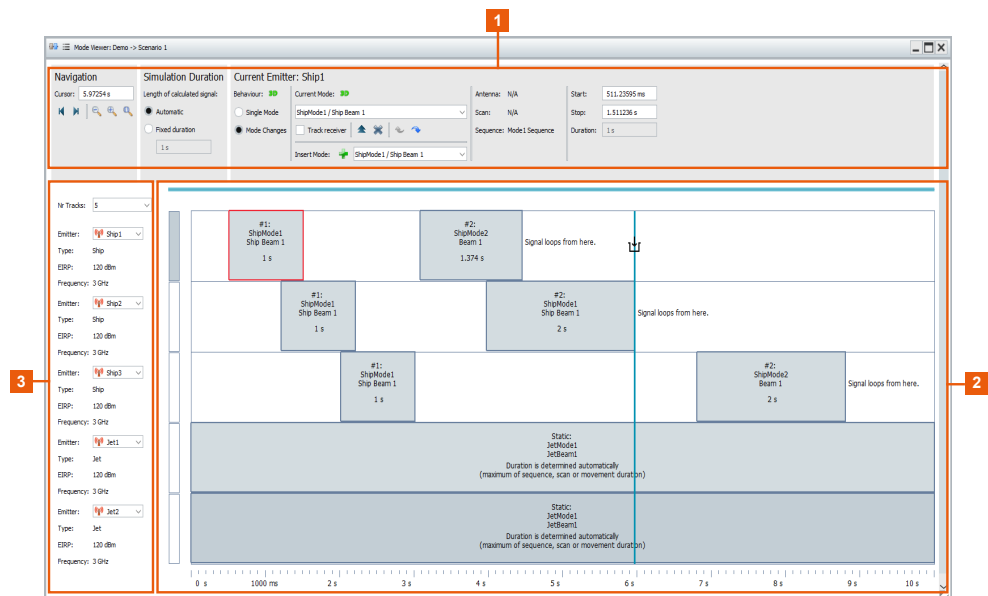 1
Mode Viewer: Demo -> Scenario 1
Navigation
Cursor: 5.97254 s
Simulation Duration
Length of calculated signal:
Automatic
Fixed duration
1 s
Current Emitter: Ship1
Behaviour: 3D
Single Mode
Mode Changes
Current Mode: 3D
ShipMode1 / Ship Beam 1
Track receiver
Insert Mode: ShipMode1 / Ship Beam 1
Antenna: N/A
Scan: N/A
Sequence: Mode1 Sequence
Start: 511.23595 ms
Stop: 1.511236 s
Duration: 1 s
3
Nr Tracks: 5
Emitter: Ship1
Type: Ship
EIRP: 120 dBm
Frequency: 3 GHz
Emitter: Ship2
Type: Ship
EIRP: 120 dBm
Frequency: 3 GHz
Emitter: Ship3
Type: Ship
EIRP: 120 dBm
Frequency: 3 GHz
Emitter: Jet1
Type: Jet
EIRP: 120 dBm
Frequency: 3 GHz
Emitter: Jet2
Type: Jet
EIRP: 120 dBm
Frequency: 3 GHz
2
#1:
ShipMode1
Ship Beam 1
1 s
#2:
ShipMode2
Beam 1
1.374 s
Signal loops from here.
#1:
ShipMode1
Ship Beam 1
1 s
#2:
ShipMode1
Ship Beam 1
2 s
Signal loops from here.
#1:
ShipMode1
Ship Beam 1
1 s
#2:
ShipMode2
Beam 1
2 s
Signal loops from here.
Static:
JetMode1
JetBeam1
Duration is determined automatically
(maximum of sequence, scan or movement duration)
Static:
JetMode1
JetBeam1
Duration is determined automatically
(maximum of sequence, scan or movement duration)
0 s 1000 ms 2 s 3 s 4 s 5 s 6 s 7 s 8 s 9 s 10 s